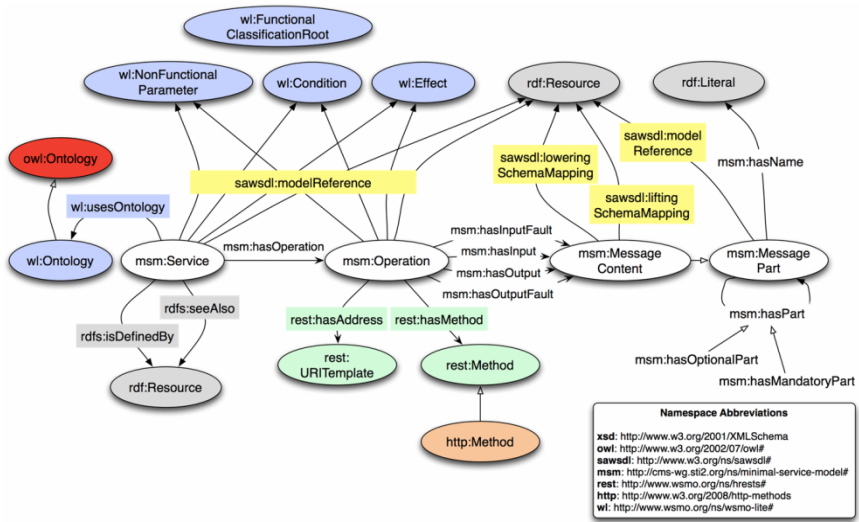 wl:Functional
ClassificationRoot
wl:NonFunctional
Parameter
wl:Condition
wl:Effect
rdf:Resource
rdf:Literal
owl:Ontology
sawsdl:lowering
SchemaMapping
sawsdl:model
Reference
msm:hasName
sawsdl:modelReference
sawsdl:lifting
SchemaMapping
wl:usesOntology
msm:hasInputFault
msm:hasOperation
msm:hasInput
wl:Ontology
msm:Service
msm:Operation
msm:hasOutput
msm:hasOutputFault
msm:Message
Content
msm:Message
Part
rdfs:seeAlso
rdfs:isDefinedBy
rest:hasAddress
rest:hasMethod
msm:hasPart
msm:hasOptionalPart
msm:hasMandatoryPart
rdf:Resource
rest:
URITemplate
rest:Method
http:Method
Namespace Abbreviations
xsd: http://www.w3.org/2001/XMLSchema
owl: http://www.w3.org/2002/07/owl#
sawsdl: http://www.w3.org/ns/sawsdl#
msm: http://cms-wg.sti2.org/ns/minimal-service-model#
rest: http://www.wsmo.org/ns/hrests#
http: http://www.w3.org/2008/http-methods
wl: http://www.wsmo.org/ns/wsmo-lite#